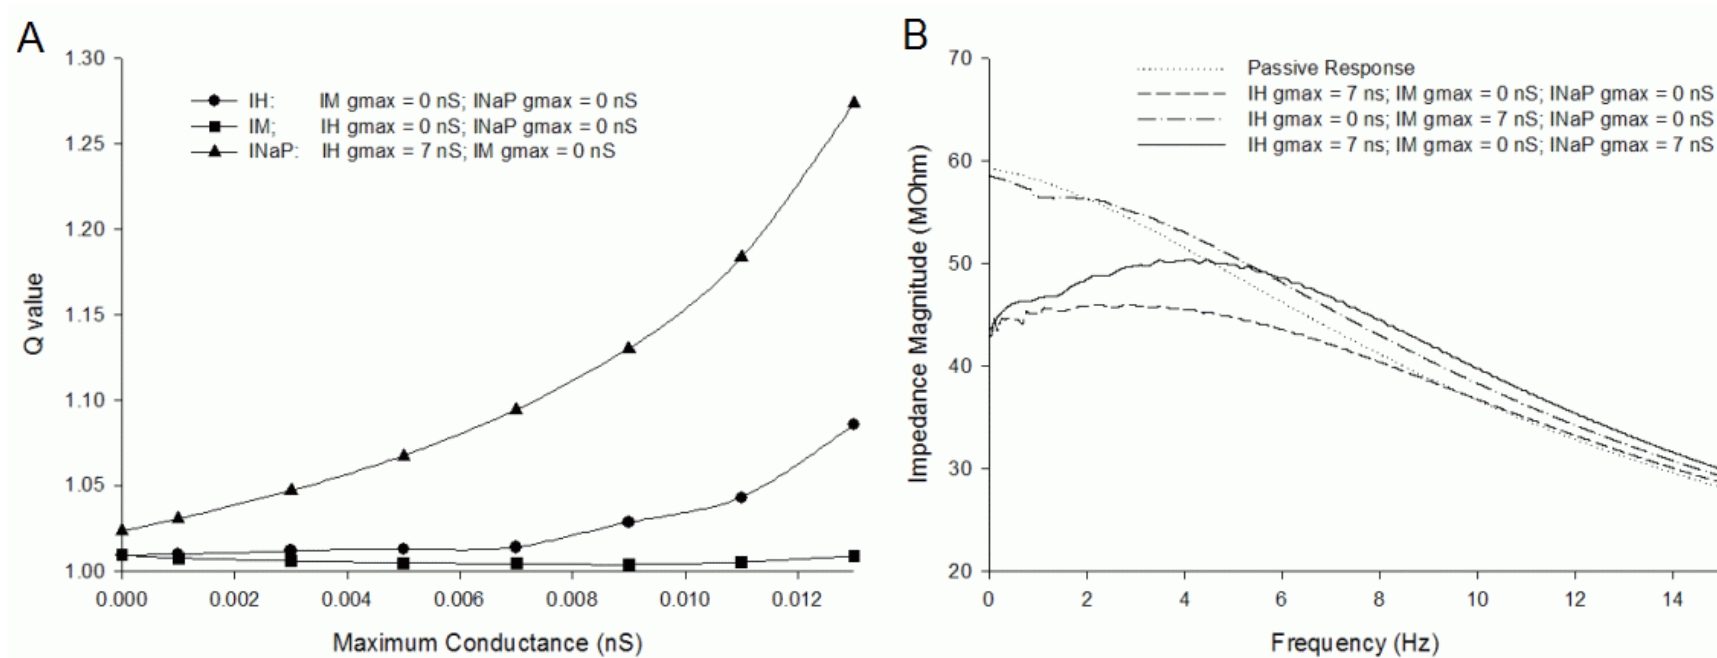 A
1.30
1.25
1.20
1.15
1.10
1.05
1.00
Q value
IH: IM gmax = 0 nS; INaP gmax = 0 nS
IM; IH gmax = 0 nS; INaP gmax = 0 nS
INaP: IH gmax = 7 nS; IM gmax = 0 nS
0.000 0.002 0.004 0.006 0.008 0.010 0.012
Maximum Conductance (nS)
B
70
60
50
40
30
20
Impedance Magnitude (MOhm)
Passive Response
IH gmax = 7 ns; IM gmax = 0 nS; INaP gmax = 0 nS
IH gmax = 0 ns; IM gmax = 7 nS; INaP gmax = 0 nS
IH gmax = 7 ns; IM gmax = 0 nS; INaP gmax = 7 nS
0 2 4 6 8 10 12 14
Frequency (Hz)